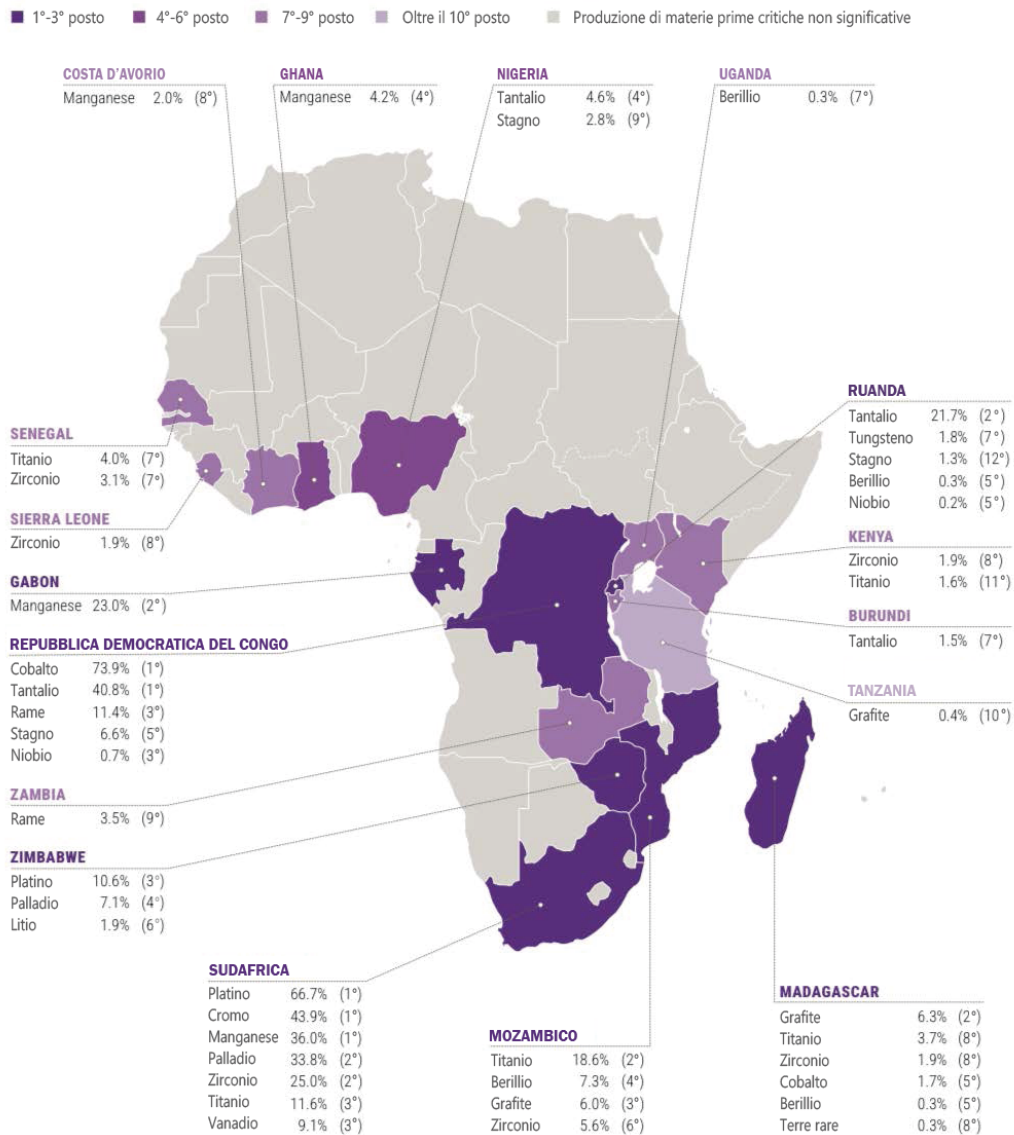 1°-3° posto 4°-6° posto 7°-9° posto Oltre il 10° posto Produzione di materie prime critiche non significative
COSTA D'AVORIO
Manganese 2.0% (8°)
GHANA
Manganese 4.2% (4°)
NIGERIA
Tantalio 4.6% (4°)
Stagno 2.8% (9°)
UGANDA
Berillio 0.3% (7°)
SENEGAL
Titanio 4.0% (7°)
Zirconio 3.1% (7°)
SIERRA LEONE
Zirconio 1.9% (8°)
GABON
Manganese 23.0% (2°)
REPUBBLICA DEMOCRATICA DEL CONGO
Cobalto 73.9% (1°)
Tantalio 40.8% (1°)
Rame 11.4% (3°)
Stagno 6.6% (5°)
Niobio 0.7% (3°)
ZAMBIA
Rame 3.5% (9°)
ZIMBABWE
Platino 10.6% (3°)
Palladio 7.1% (4°)
Litio 1.9% (6°)
RUANDA
Tantalio 21.7% (2°)
Tungsteno 1.8% (7°)
Stagno 1.3% (12°)
Berillio 0.3% (5°)
Niobio 0.2% (5°)
KENYA
Zirconio 1.9% (8°)
Titanio 1.6% (11°)
BURUNDI
Tantalio 1.5% (7°)
TANZANIA
Grafite 0.4% (10°)
SUDAFRICA
Platino 66.7% (1°)
Cromo 43.9% (1°)
Manganese 36.0% (1°)
Palladio 33.8% (2°)
Zirconio 25.0% (2°)
Titanio 11.6% (3°)
Vanadio 9.1% (3°)
MOZAMBICO
Titanio 18.6% (2°)
Berillio 7.3% (4°)
Grafite 6.0% (3°)
Zirconio 5.6% (6°)
MADAGASCAR
Grafite 6.3% (2°)
Titanio 3.7% (8°)
Zirconio 1.9% (8°)
Cobalto 1.7% (5°)
Berillio 0.3% (5°)
Terre rare 0.3% (8°)